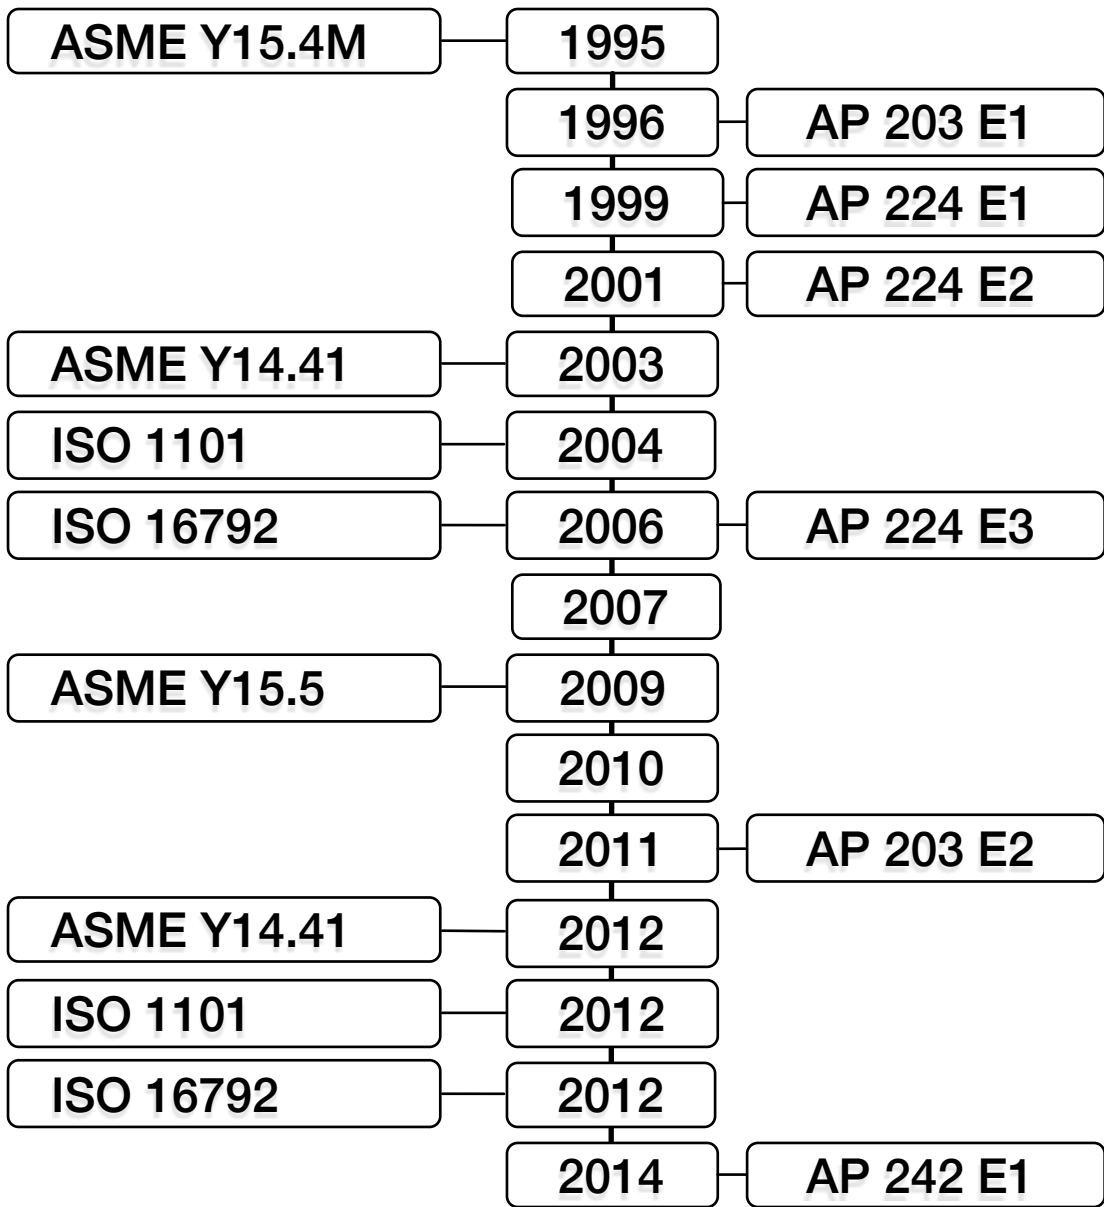 ASME Y15.4M 1995
1996 AP 203 E1
1999 AP 224 E1
2001 AP 224 E2
ASME Y14.41 2003
ISO 1101 2004
ISO 16792 2006 AP 224 E3
2007
ASME Y15.5 2009
2010
2011 AP 203 E2
ASME Y14.41 2012
ISO 1101 2012
ISO 16792 2012
2014 AP 242 E1